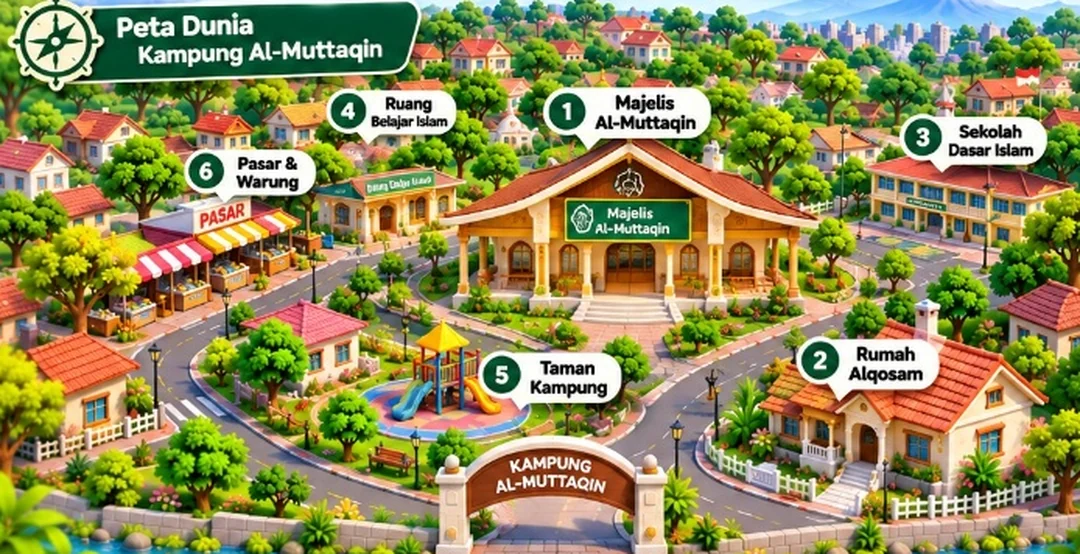 Peta Dunia
Kampung Al-Muttaqin
4 Ruang
Belajar Islam
1 Majelis
Al-Muttaqin
3 Sekolah
Dasar Islam
6 Pasar &
Warung
PASAR
Majelis
Al-Muttaqin
5 Taman
Kampung
2 Rumah
Alqosam
KAMPUNG
AL-MUTTAQIN